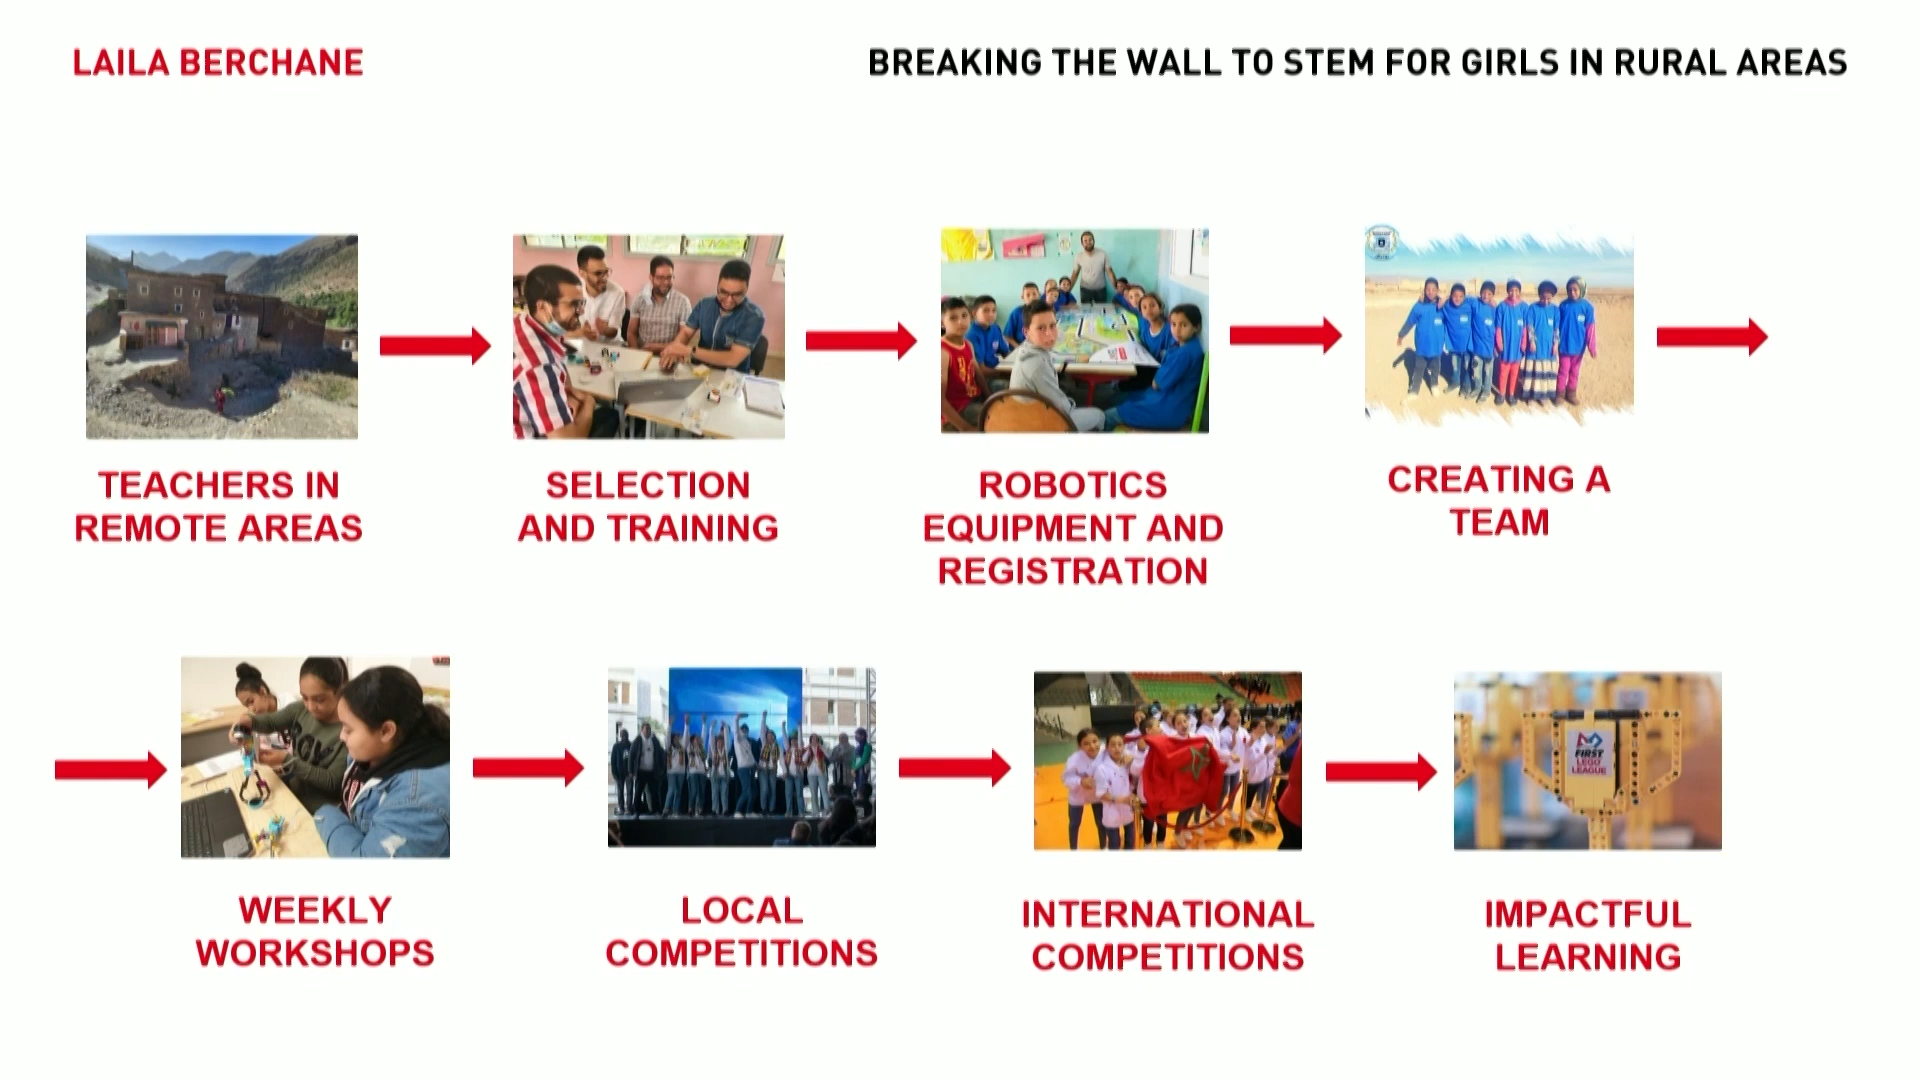 LAILA BERCHANE
BREAKING THE WALL TO STEM FOR GIRLS IN RURAL AREAS
TEACHERS IN
REMOTE AREAS
SELECTION
AND TRAINING
ROBOTICS
EQUIPMENT AND
REGISTRATION
CREATING A
TEAM
WEEKLY
WORKSHOPS
LOCAL
COMPETITIONS
INTERNATIONAL
COMPETITIONS
FIRST
LEGO
LEAGUE
IMPACTFUL
LEARNING